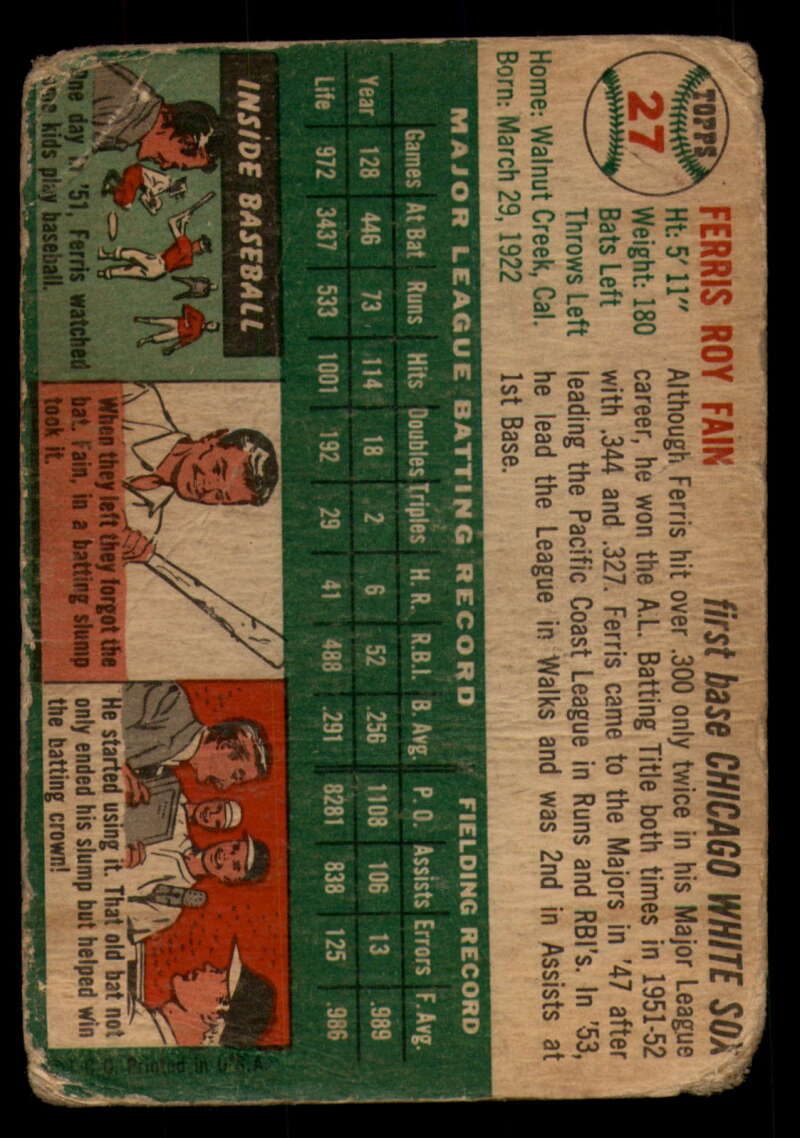 TOPPS
27
FERRIS ROY FAIN
first base CHICAGO WHITE SOX
Ht: 5' 11"
Weight: 180
Bats Left
Throws Left
Home: Walnut Creek, Cal.
Born: March 29, 1922
Although Ferris hit over .300 only twice in his Major League
career, he won the A.L. Batting Title both times in 1951-52
with .344 and .327. Ferris came to the Majors in '47 after
leading the Pacific Coast League in Runs and RBI's. In '53,
he lead the League in Walks and was 2nd in Assists at
1st Base.
MAJOR LEAGUE BATTING RECORD FIELDING RECORD
Games At Bat Runs Hits Doubles Triples H. R. R.B.I. B. Avg. P. O. Assists Errors F. Avg.
Year 128 446 73 114 18 2 6 52 .256 1108 106 13 .989
Life 972 3437 533 1001 192 29 41 488 .291 8281 838 125 .986
INSIDE BASEBALL
One day in '51, Ferris watched
some kids play baseball.
When they left they forgot the
bat. Fain, in a batting slump
took it.
He started using it. That old bat not
only ended his slump but helped win
the batting crown!
T. C. G. Printed in U.S.A.